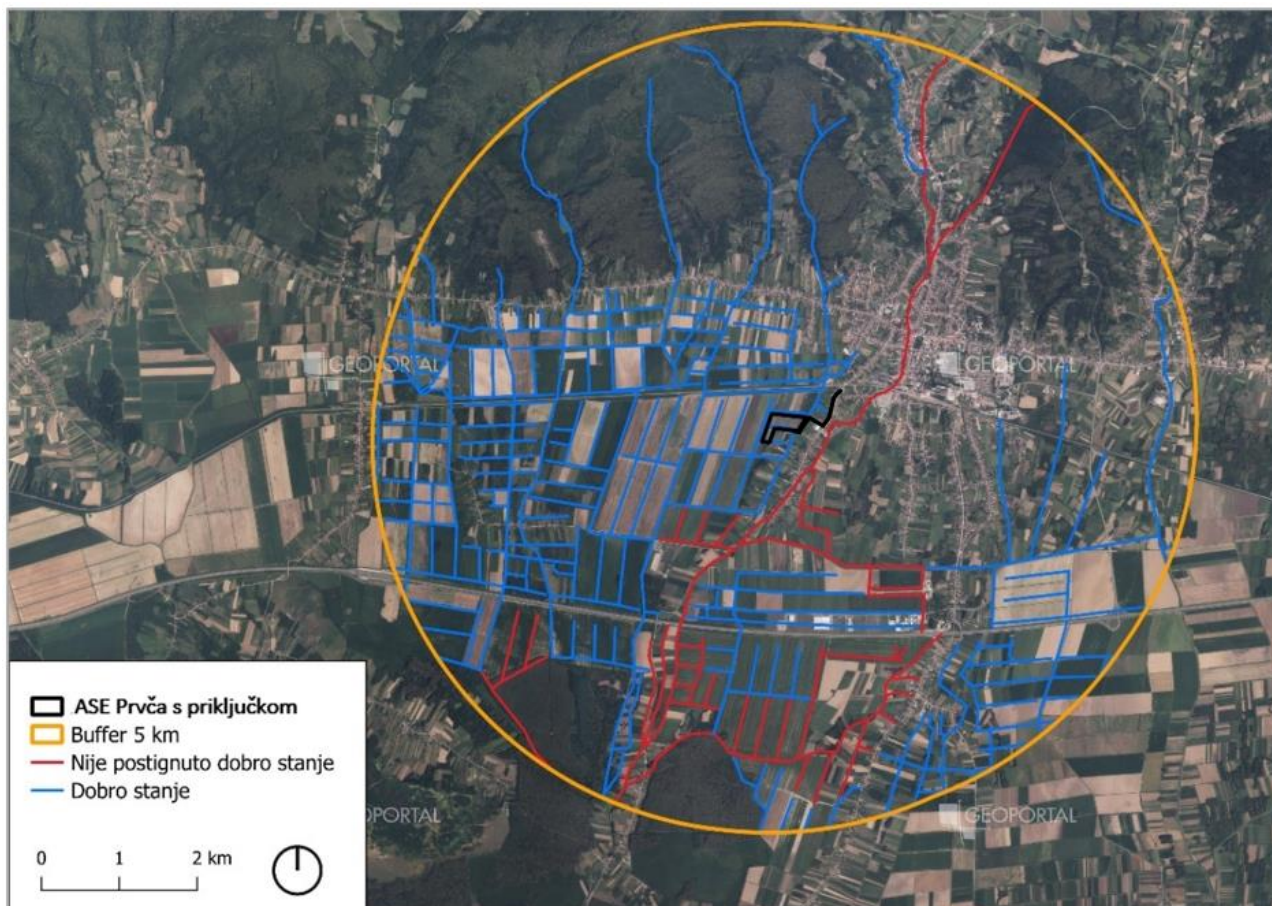 GEOPORTAL
GEOPORTAL
ASE Prvča s priključkom
Buffer 5 km
Nije postignuto dobro stanje
Dobro stanje
0 1 2 km
GEOPORTAL
GEOPORTAL